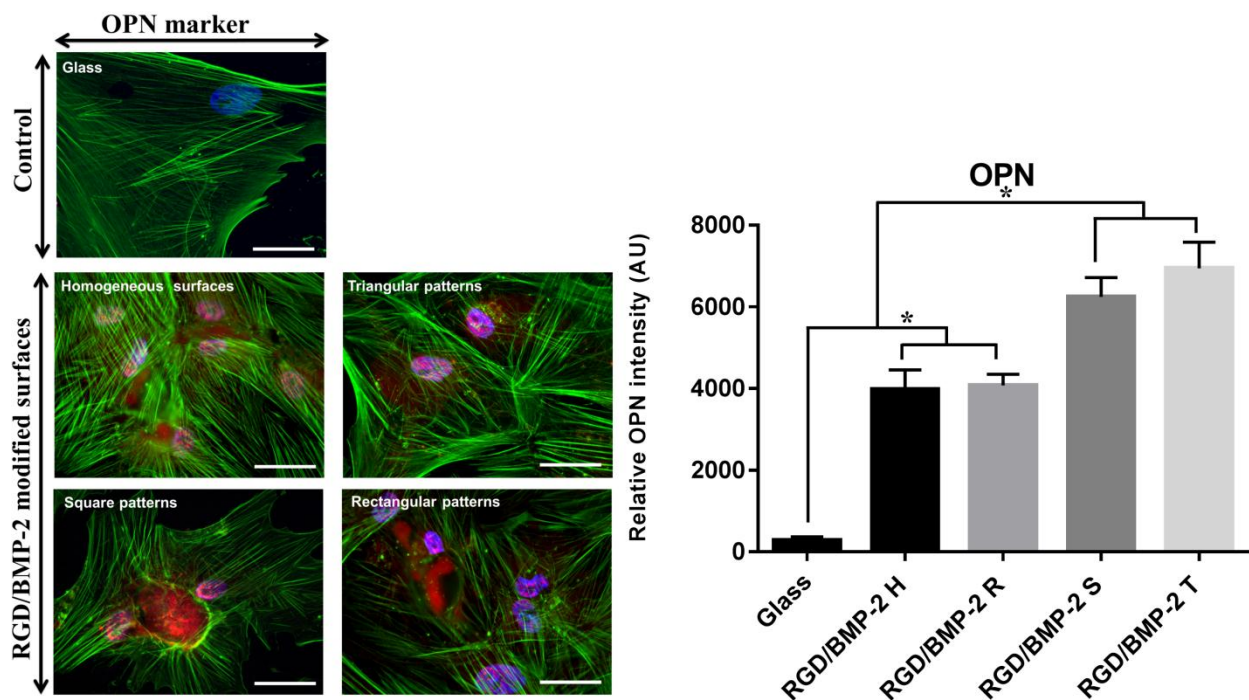 OPN marker
Control
Glass
RGD/BMP-2 modified surfaces
Homogeneous surfaces
Triangular patterns
Square patterns
Rectangular patterns
OPN
*
*
Relative OPN intensity (AU)
8000
6000
4000
2000
0
Glass
RGD/BMP-2 H
RGD/BMP-2 R
RGD/BMP-2 S
RGD/BMP-2 T